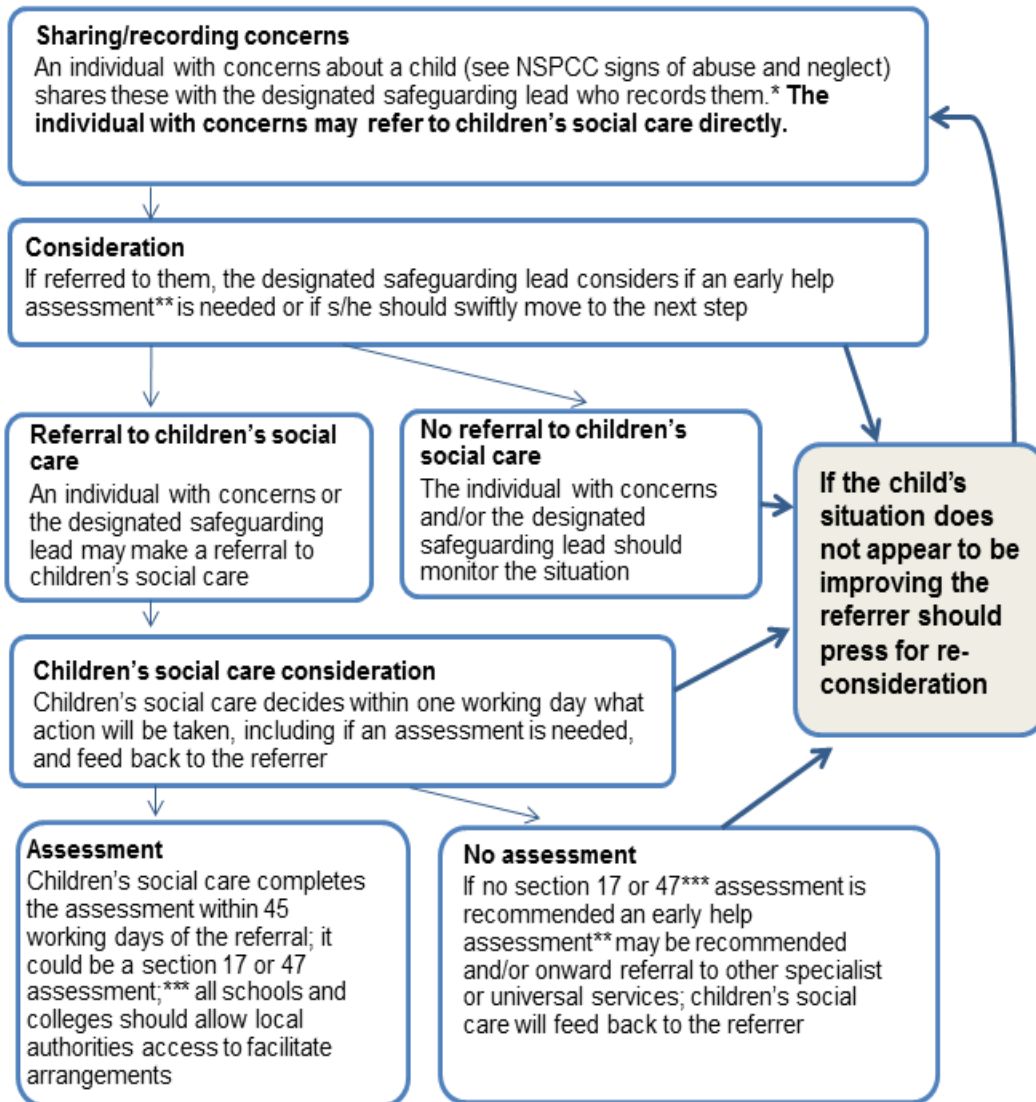 Sharing/recording concerns
An individual with concerns about a child (see NSPCC signs of abuse and neglect)
shares these with the designated safeguarding lead who records them.* The
individual with concerns may refer to children's social care directly.
Consideration
If referred to them, the designated safeguarding lead considers if an early help
assessment** is needed or if s/he should swiftly move to the next step
Referral to children's social
care
An individual with concerns or
the designated safeguarding
lead may make a referral to
children's social care
No referral to children's
social care
The individual with concerns
and/or the designated
safeguarding lead should
monitor the situation
If the child's
situation does
not appear to be
improving the
referrer should
press for re-
consideration
Children's social care consideration
Children's social care decides within one working day what
action will be taken, including if an assessment is needed,
and feed back to the referrer
Assessment
Children's social care completes
the assessment within 45
working days of the referral; it
could be a section 17 or 47
assessment;*** all schools and
colleges should allow local
authorities access to facilitate
arrangements
No assessment
If no section 17 or 47*** assessment is
recommended an early help
assessment** may be recommended
and/or onward referral to other specialist
or universal services; children's social
care will feed back to the referrer